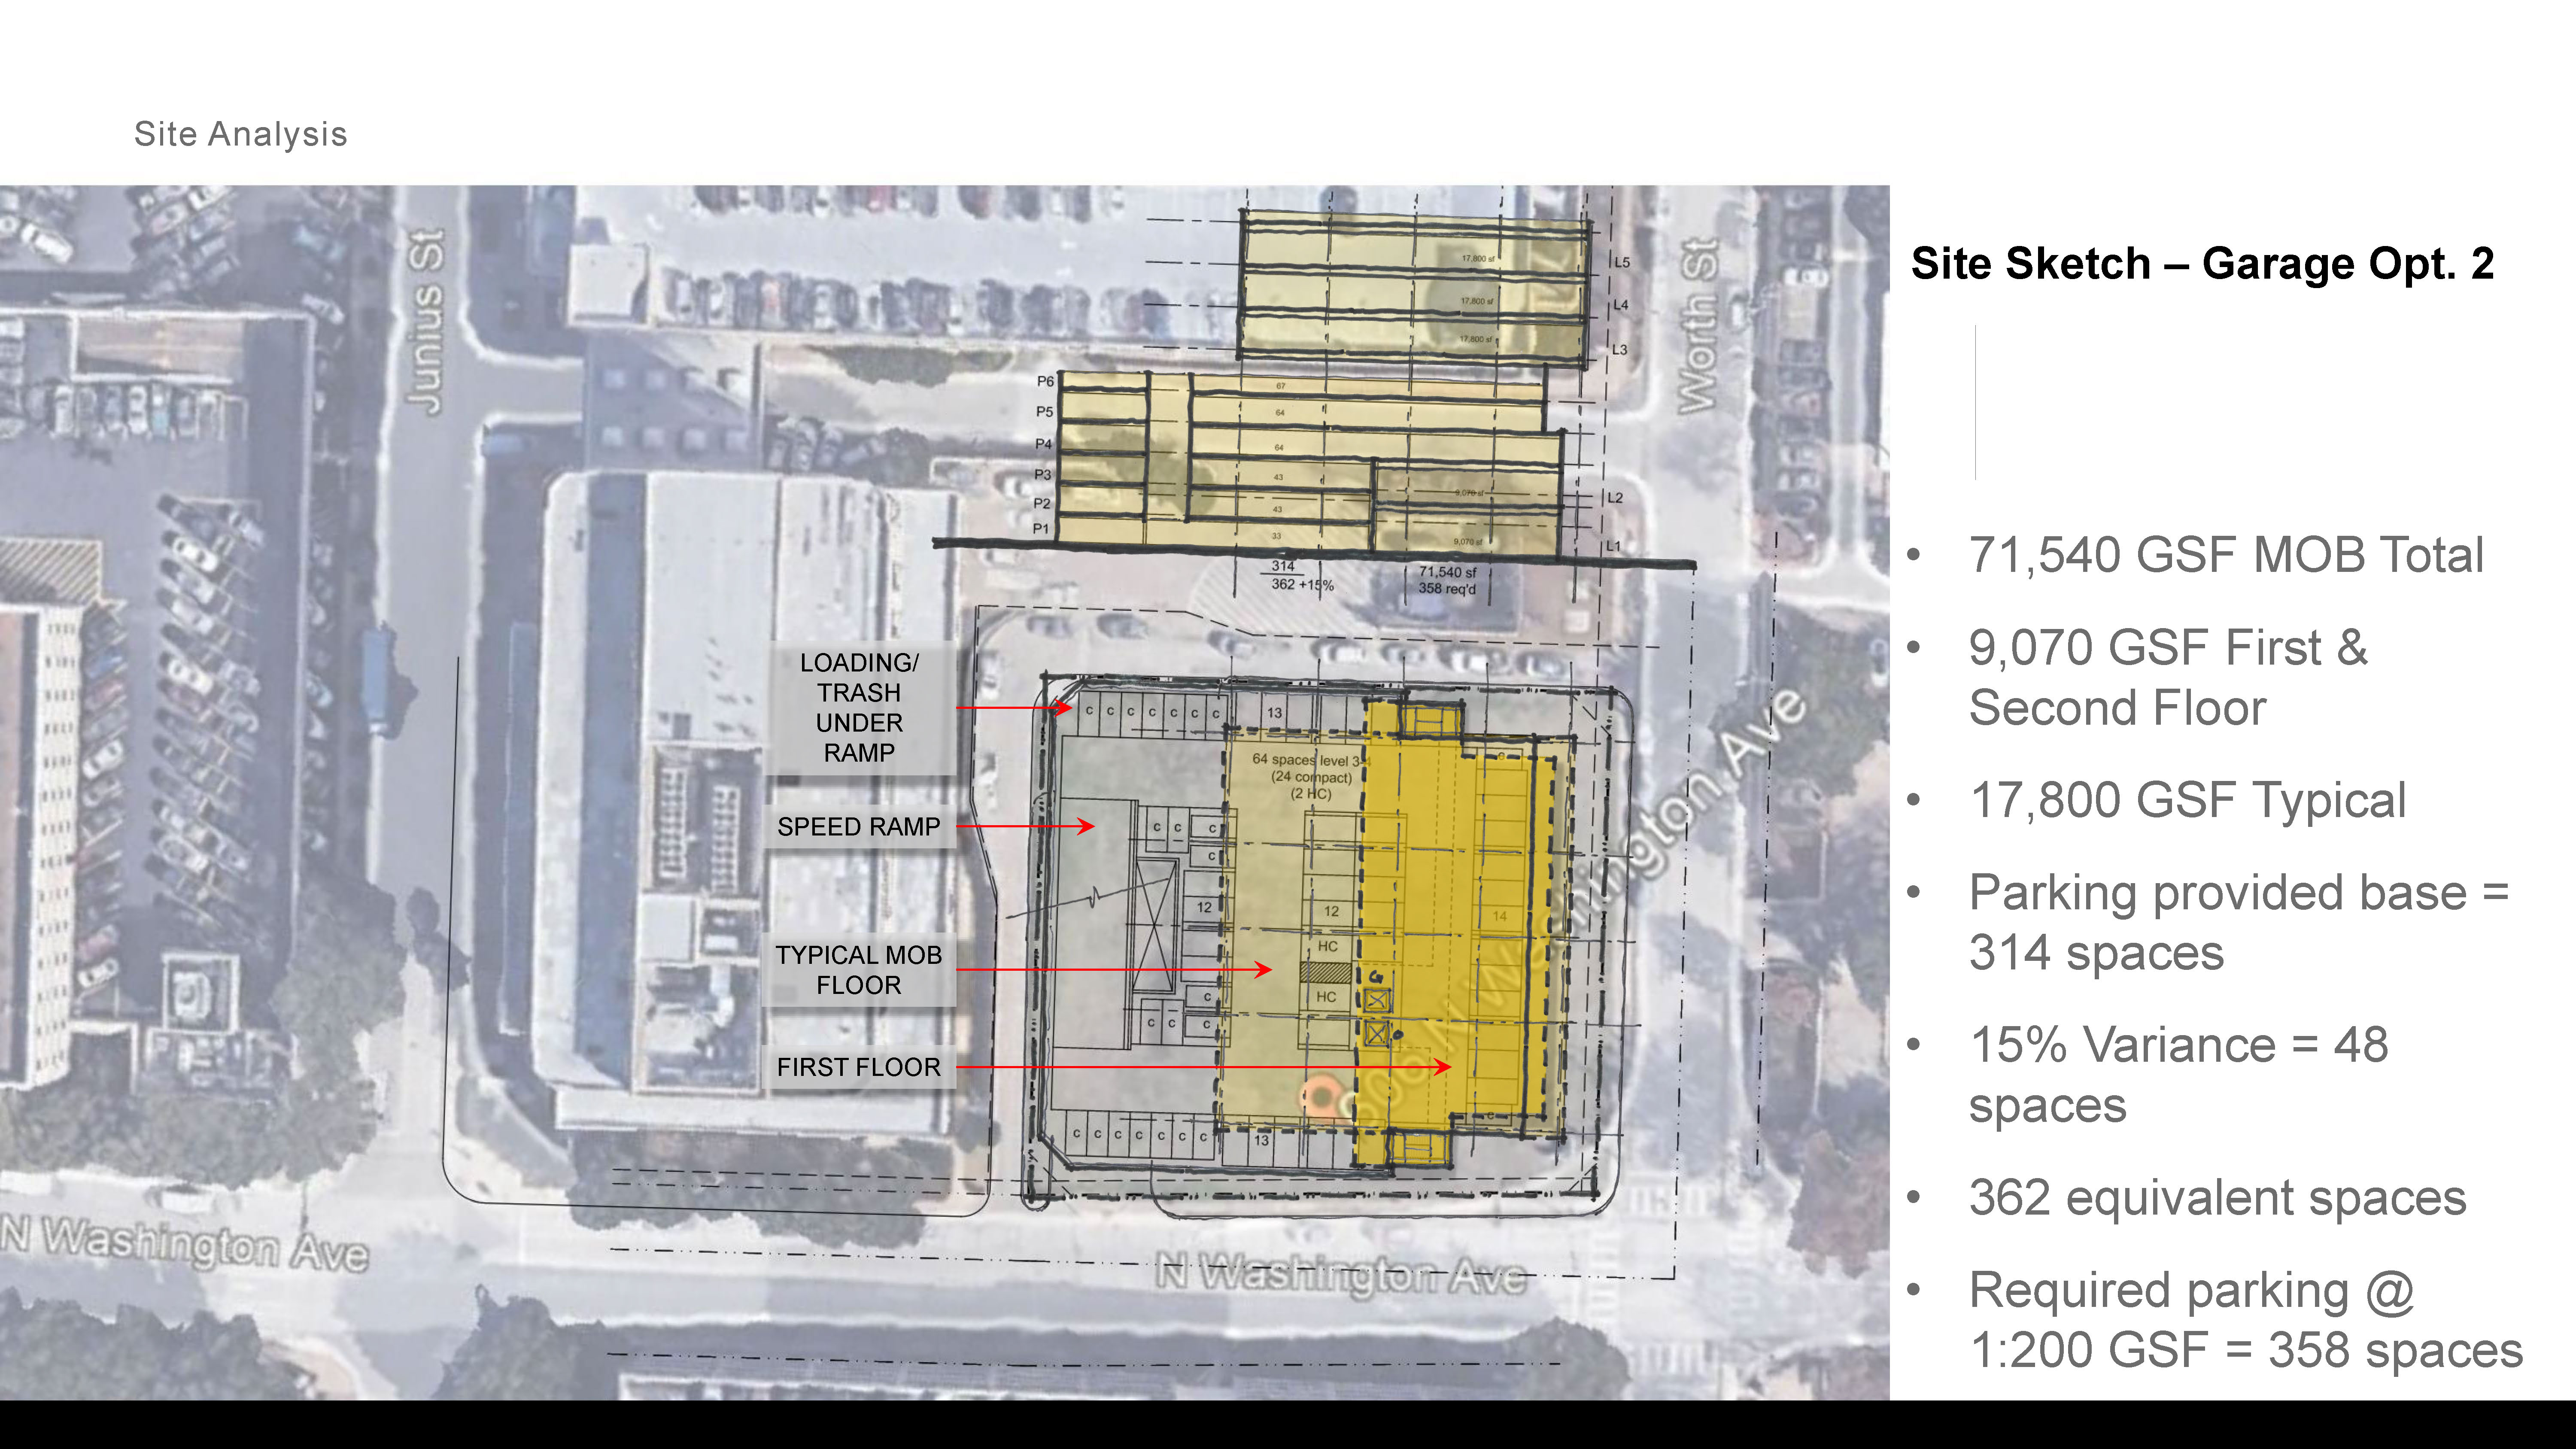 Site Analysis
Site Sketch – Garage Opt. 2
• 71,540 GSF MOB Total
• 9,070 GSF First &
Second Floor
• 17,800 GSF Typical
• Parking provided base =
314 spaces
• 15% Variance = 48
spaces
• 362 equivalent spaces
• Required parking @
1:200 GSF = 358 spaces
Junius St
Worth St
17,800 sf
L5
17,800 sf
L4
17,800 sf
L3
P6
67
P5
64
P4
64
P3
43
9,070 sf
L2
P2
43
P1
33
9,070 sf
L1
314
362 +15%
71,540 sf
358 req'd
LOADING/
TRASH
UNDER
RAMP
SPEED RAMP
TYPICAL MOB
FLOOR
FIRST FLOOR
C C C C C C C
13
64 spaces level 3-
(24 compact)
(2 HC)
C
C C C
C
12
12
14
HC
HC
C
C C C
C
C C C C C C C
13
N Washington Ave
N Washington Ave
N Washington Ave